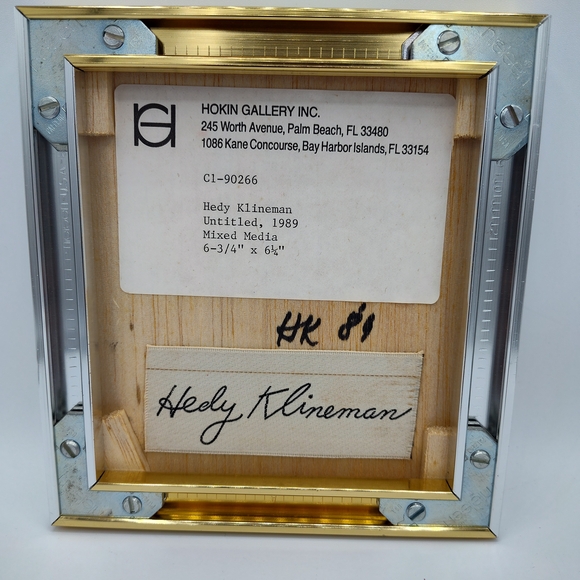 HOKIN GALLERY INC.
245 Worth Avenue, Palm Beach, FL 33480
1086 Kane Concourse, Bay Harbor Islands, FL 33154
C1-90266
Hedy Klineman
Untitled, 1989
Mixed Media
6-3/4" x 6¼"
HK 89
Hedy Klineman